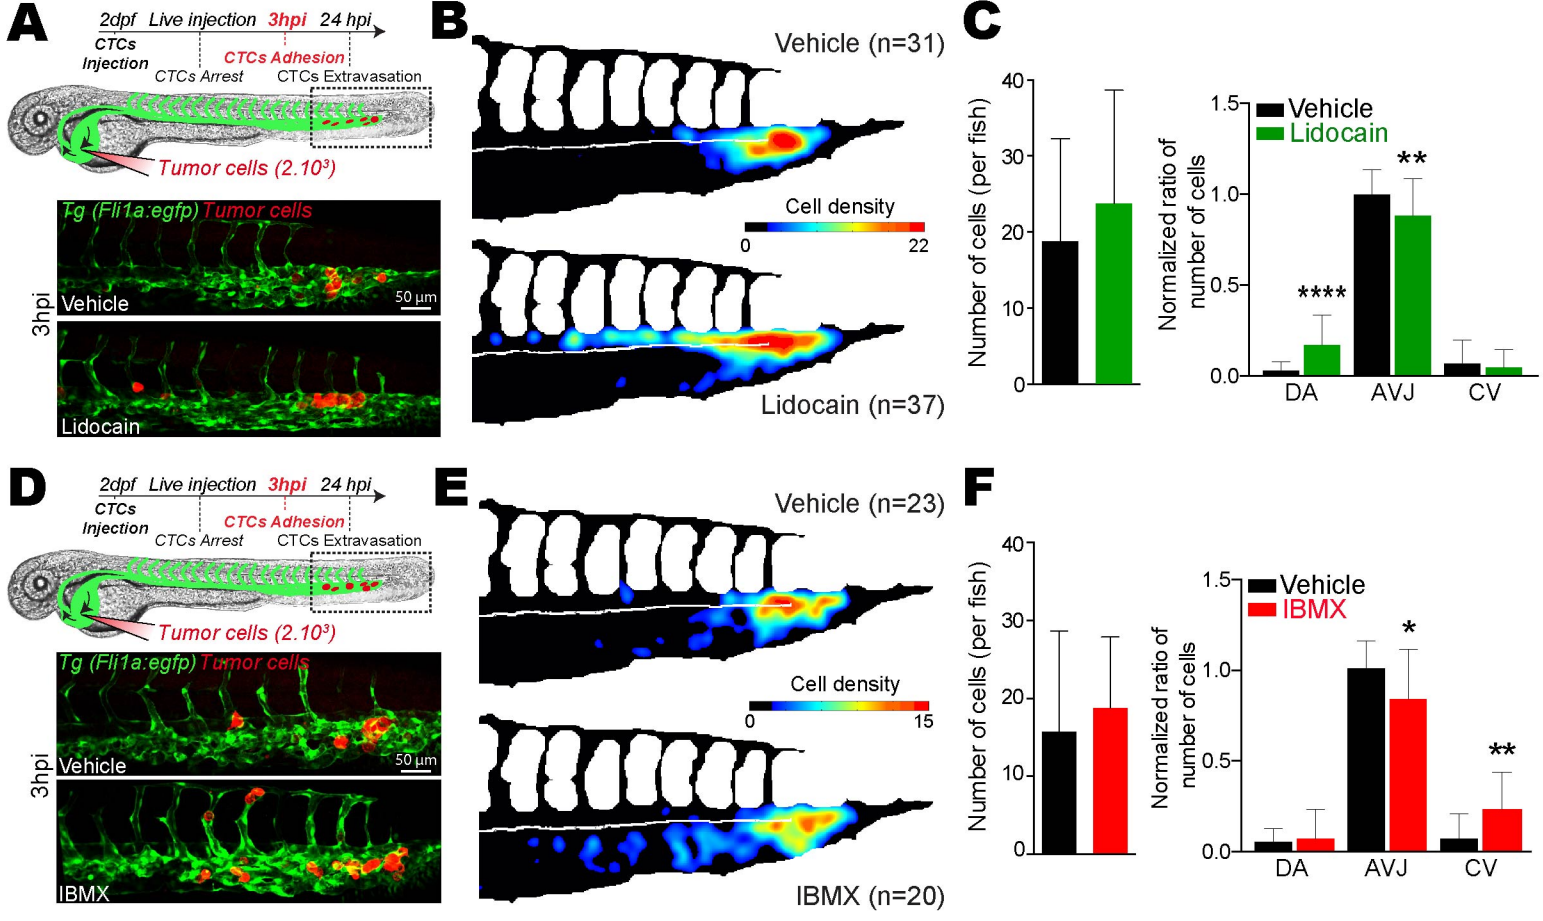 A
2dpf Live injection 3hpi 24 hpi
CTCs
Injection
CTCs Adhesion
CTCs Arrest
CTCs Extravasation
Tumor cells (2.10³)
Tg (Fli1a:egfp) Tumor cells
3hpi
Vehicle
50 µm
Lidocain
B
Vehicle (n=31)
Cell density
0 22
Lidocain (n=37)
C
Number of cells (per fish)
40
30
20
10
0
Normalized ratio of
number of cells
1.5
1.0
0.5
0.0
Vehicle
Lidocain
****
**
DA AVJ CV
D
2dpf Live injection 3hpi 24 hpi
CTCs
Injection
CTCs Adhesion
CTCs Arrest
CTCs Extravasation
Tumor cells (2.10³)
Tg (Fli1a:egfp) Tumor cells
3hpi
Vehicle
50 µm
IBMX
E
Vehicle (n=23)
Cell density
0 15
IBMX (n=20)
F
Number of cells (per fish)
40
30
20
10
0
Normalized ratio of
number of cells
1.5
1.0
0.5
0.0
Vehicle
IBMX
*
**
DA AVJ CV